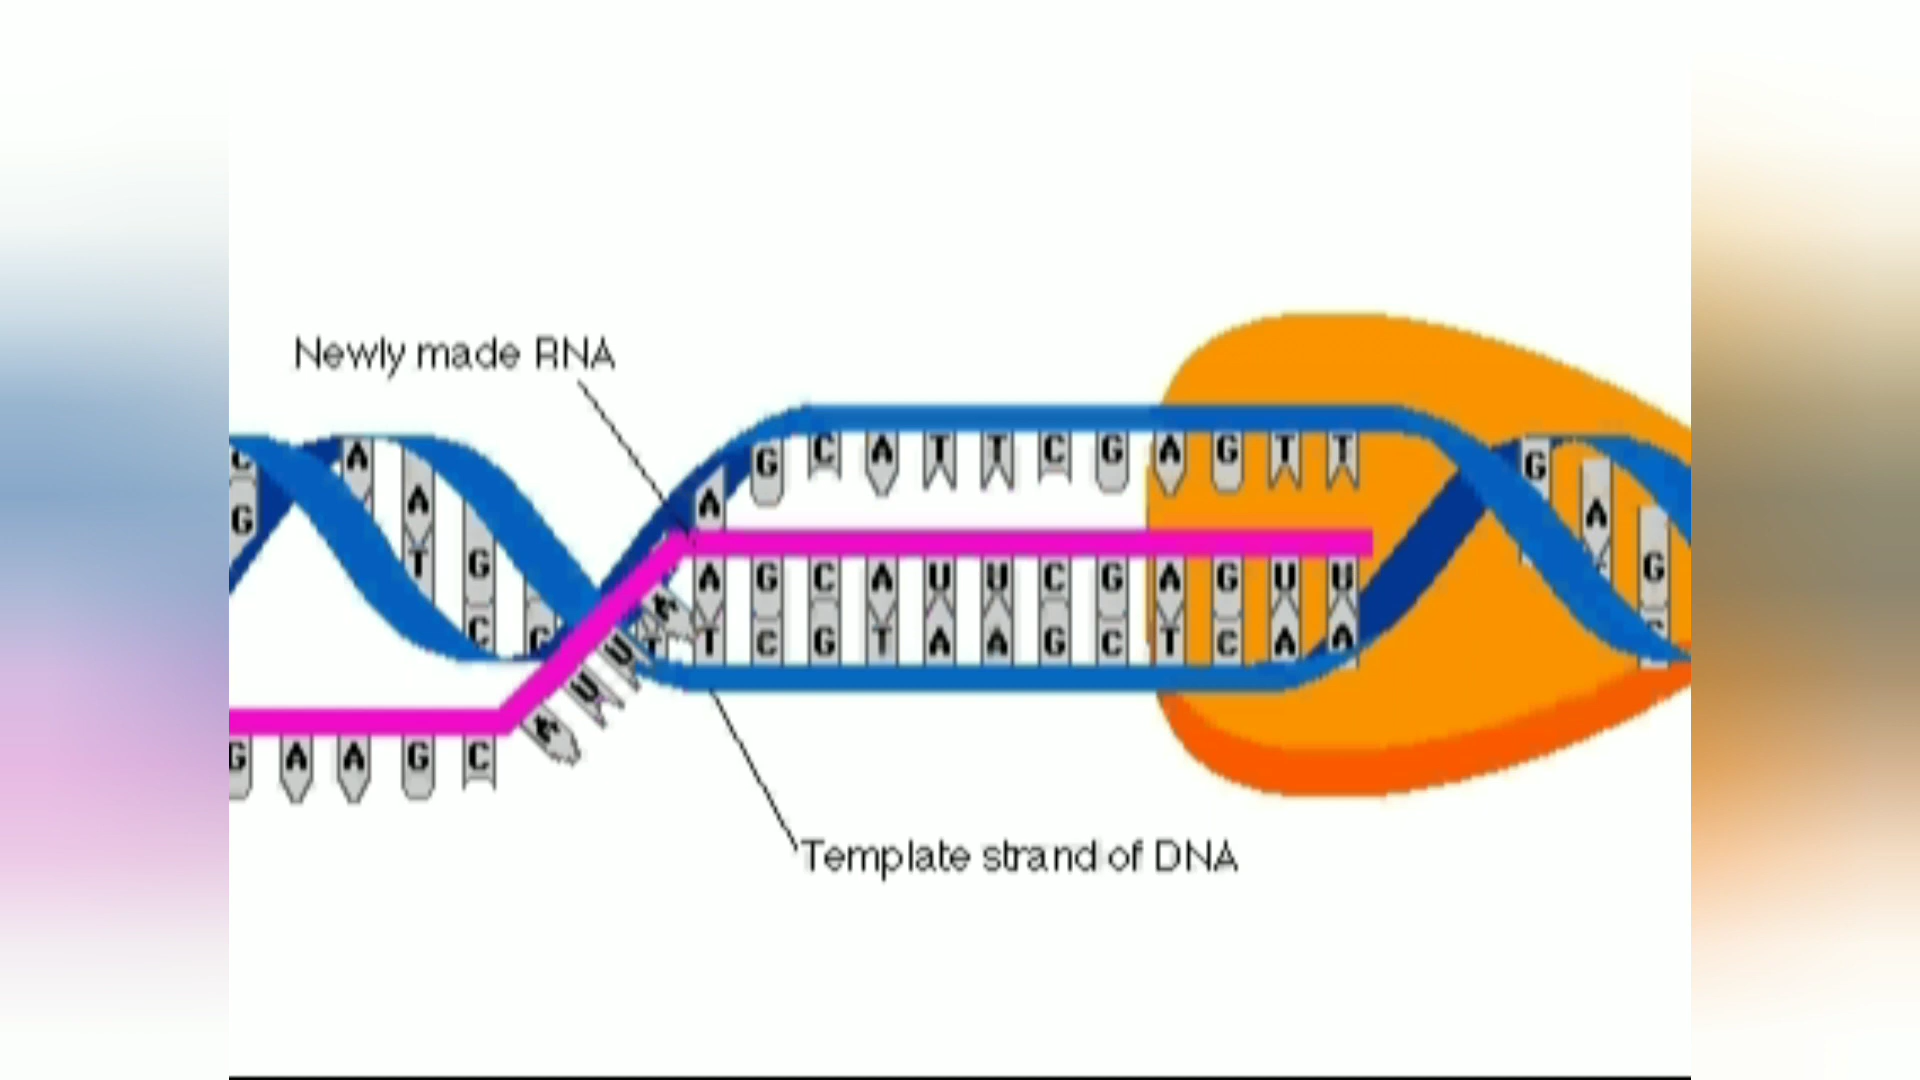 Newly made RNA
C A A G C A T T C G A G T T G A G
G T G G
A G C A U U C G A G U U
C C T T C G T A A G C T C A A C
G A A G C A U U A
Template strand of DNA